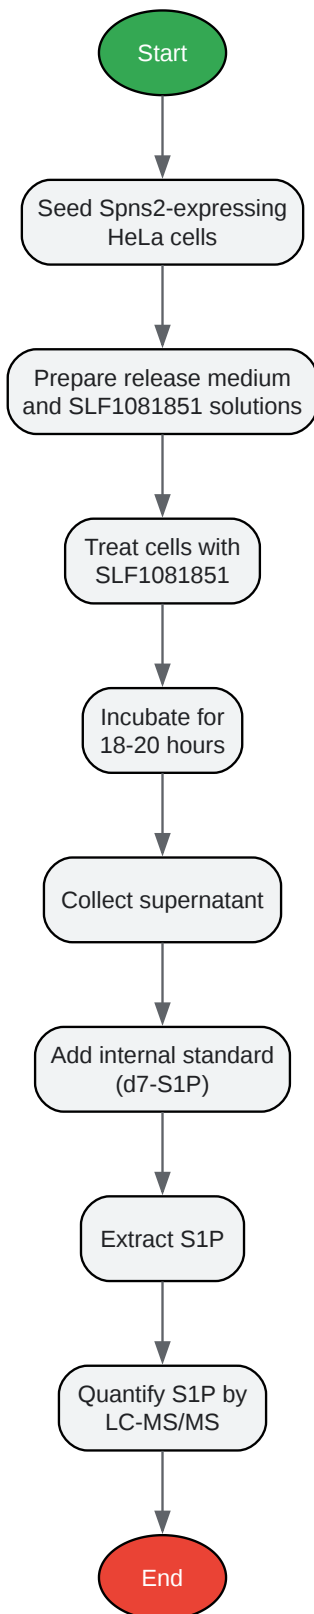 Start
Seed Spns2-expressing
HeLa cells
Prepare release medium
and SLF1081851 solutions
Treat cells with
SLF1081851
Incubate for
18-20 hours
Collect supernatant
Add internal standard
(d7-S1P)
Extract S1P
Quantify S1P by
LC-MS/MS
End